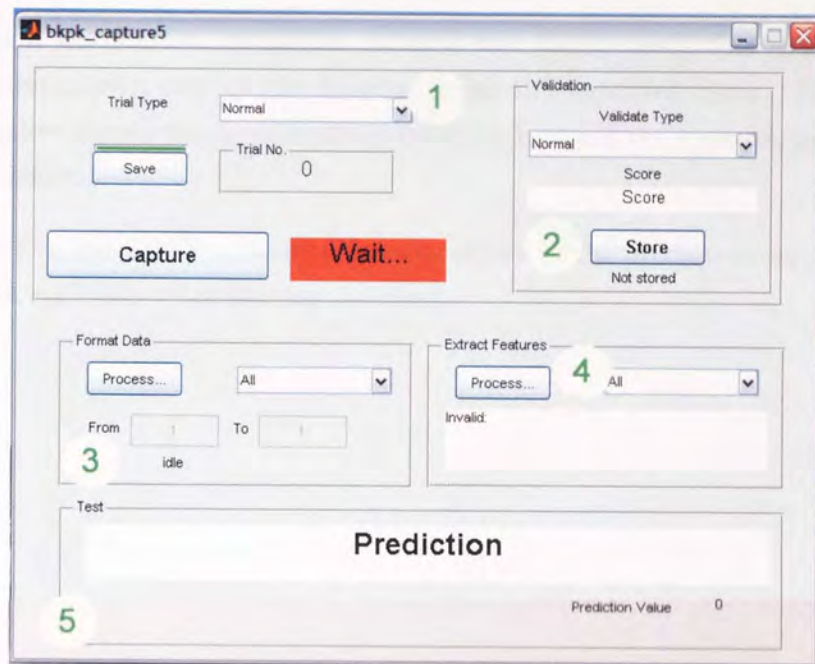 bkpk_capture5
Trial Type
Normal
1
Save
Trial No.
0
Capture
Wait...
Validation
Validate Type
Normal
Score
Score
2
Store
Not stored
Format Data
Process...
All
From
1
To
1
3
idle
Extract Features
Process...
4
All
Invalid:
Test
Prediction
5
Prediction Value
0